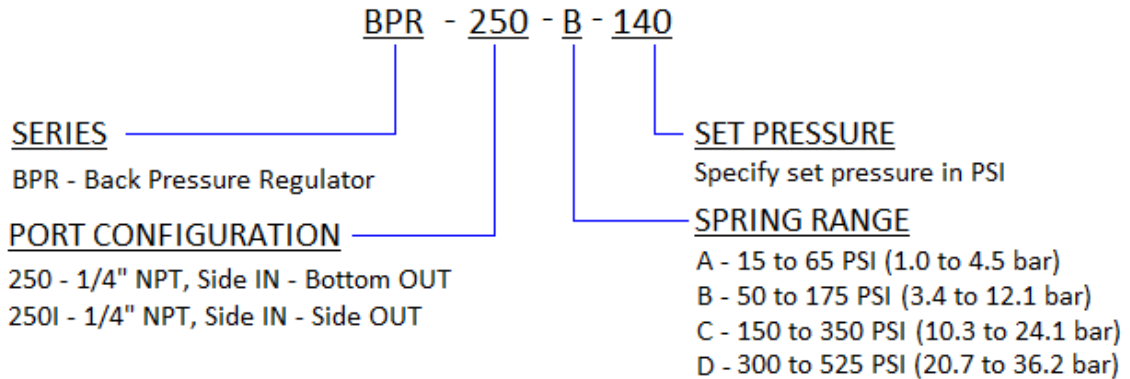 BPR - 250 - B - 140
SERIES
BPR - Back Pressure Regulator
PORT CONFIGURATION
250 - 1/4" NPT, Side IN - Bottom OUT
250I - 1/4" NPT, Side IN - Side OUT
SET PRESSURE
Specify set pressure in PSI
SPRING RANGE
A - 15 to 65 PSI (1.0 to 4.5 bar)
B - 50 to 175 PSI (3.4 to 12.1 bar)
C - 150 to 350 PSI (10.3 to 24.1 bar)
D - 300 to 525 PSI (20.7 to 36.2 bar)